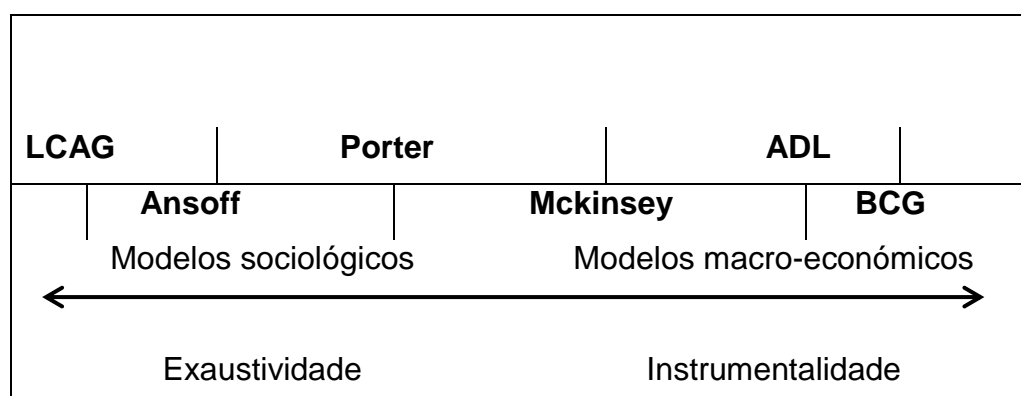 LCAG Porter ADL
Ansoff Mckinsey BCG
Modelos sociológicos Modelos macro-económicos
Exaustividade Instrumentalidade